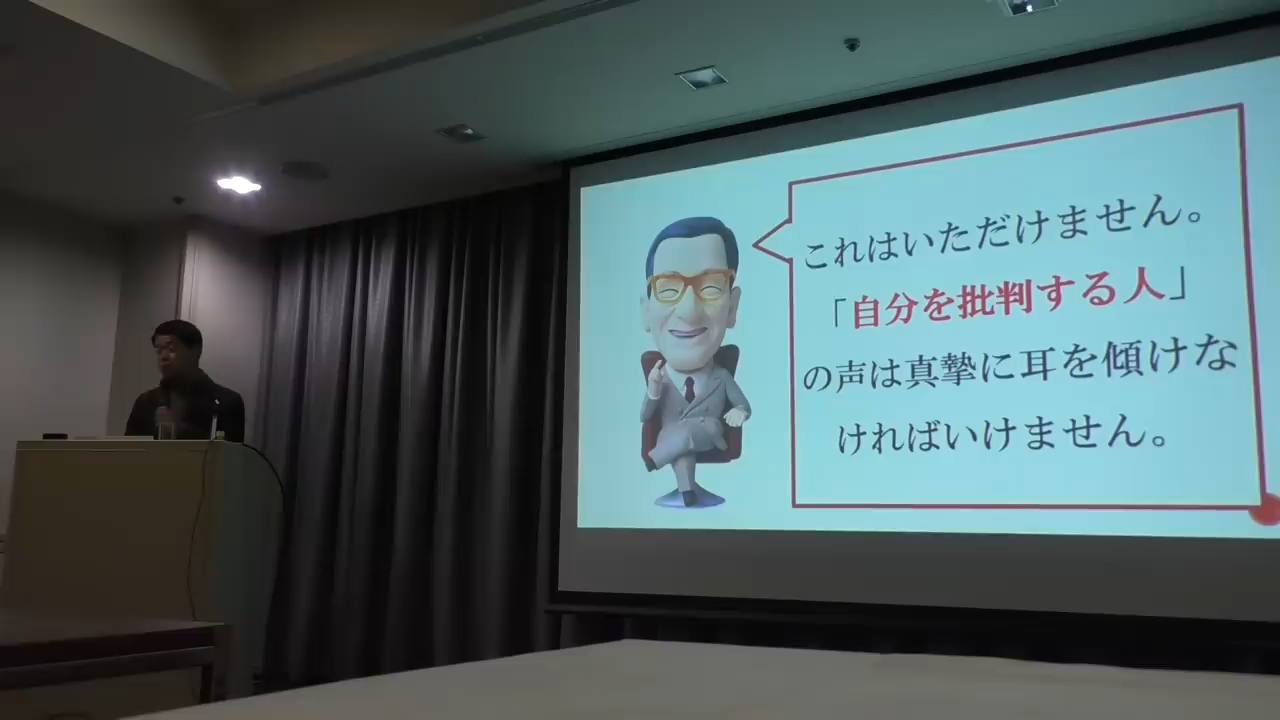 これはいただけません。
「自分を批判する人」
の声は真摯に耳を傾けな
ければいけません。